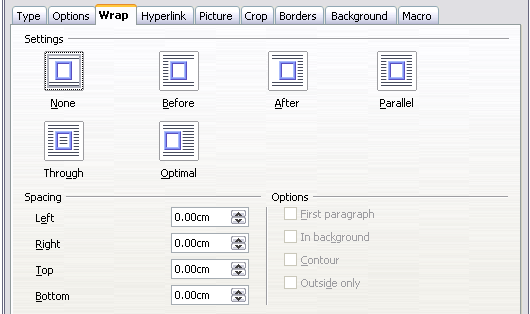 Type Options Wrap Hyperlink Picture Crop Borders Background Macro
Settings
None Before After Parallel
Through Optimal
Spacing Options
Left 0.00cm First paragraph
Right 0.00cm In background
Top 0.00cm Contour
Bottom 0.00cm Outside only